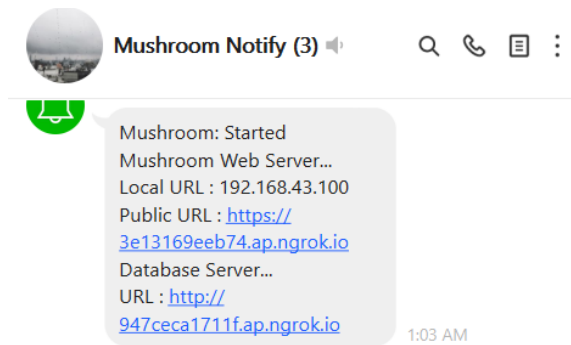 Mushroom Notify (3)
Mushroom: Started
Mushroom Web Server...
Local URL : 192.168.43.100
Public URL : https://
3e13169eeb74.ap.ngrok.io
Database Server...
URL : http://
947ceca1711f.ap.ngrok.io
1:03 AM